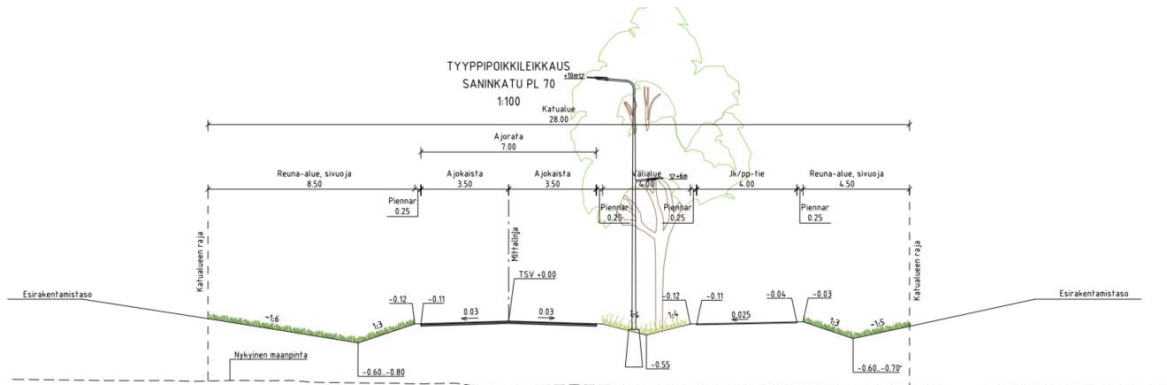 TYYPPIPOIKKILEIKKAUS
SANINKATU PL 70
1:100
Katualue
28.00
Ajorata
7.00
Reuna-alue, sivuoja
8.50
Ajokaista
3.50
Ajokaista
3.50
Välialue
4.00
Jk/pp-tie
4.00
Reuna-alue, sivuoja
4.50
Piennar
0.25
Piennar
0.25
Piennar
0.25
Piennar
0.25
Katualueen raja
Mittalinja
Katualueen raja
TSV +0.00
Esirakentamistaso
-0.12
-0.11
-0.12
-0.11
-0.04
-0.03
Esirakentamistaso
~1:6
1:3
0.03
0.03
1:4
0.025
1:3
~1:5
Nykyinen maanpinta
-0.60..-0.80
-0.55
-0.60..-0.70